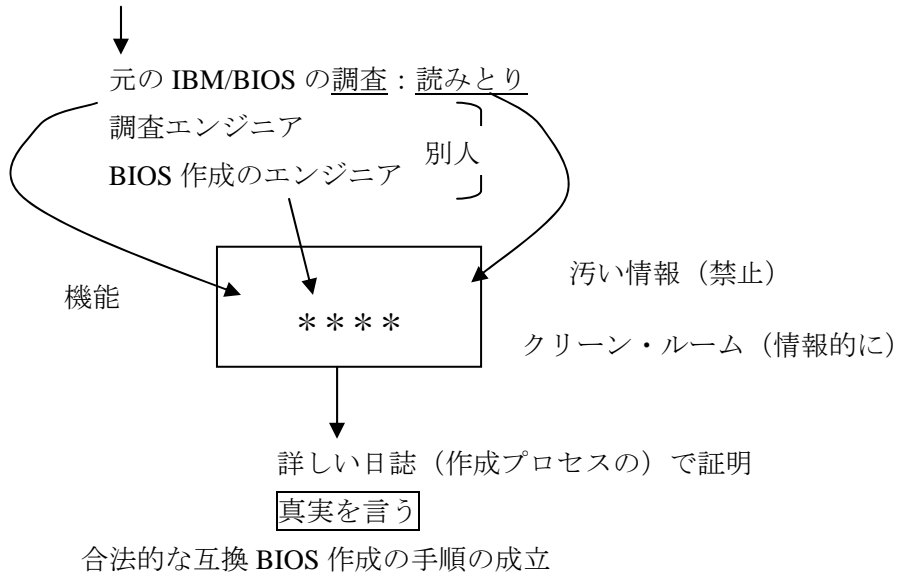 元の IBM/BIOS の調査：読みとり
調査エンジニア
別人
BIOS 作成のエンジニア
汚い情報（禁止）
機能
＊＊＊＊
クリーン・ルーム（情報的に）
詳しい日誌（作成プロセスの）で証明
真実を言う
合法的な互換 BIOS 作成の手順の成立